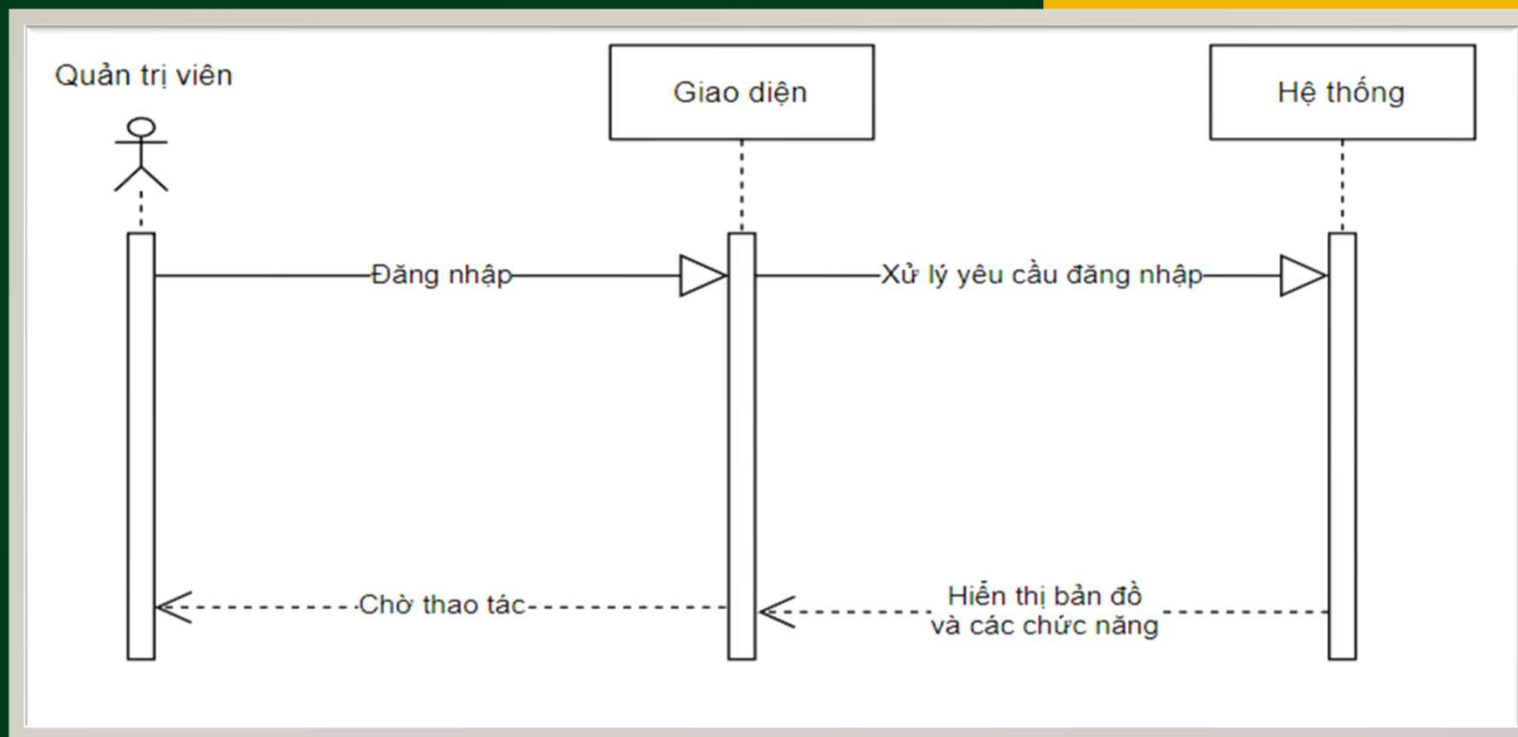 Quản trị viên
Giao diện
Hệ thống
Đăng nhập
Xử lý yêu cầu đăng nhập
Chờ thao tác
Hiển thị bản đồ
và các chức năng